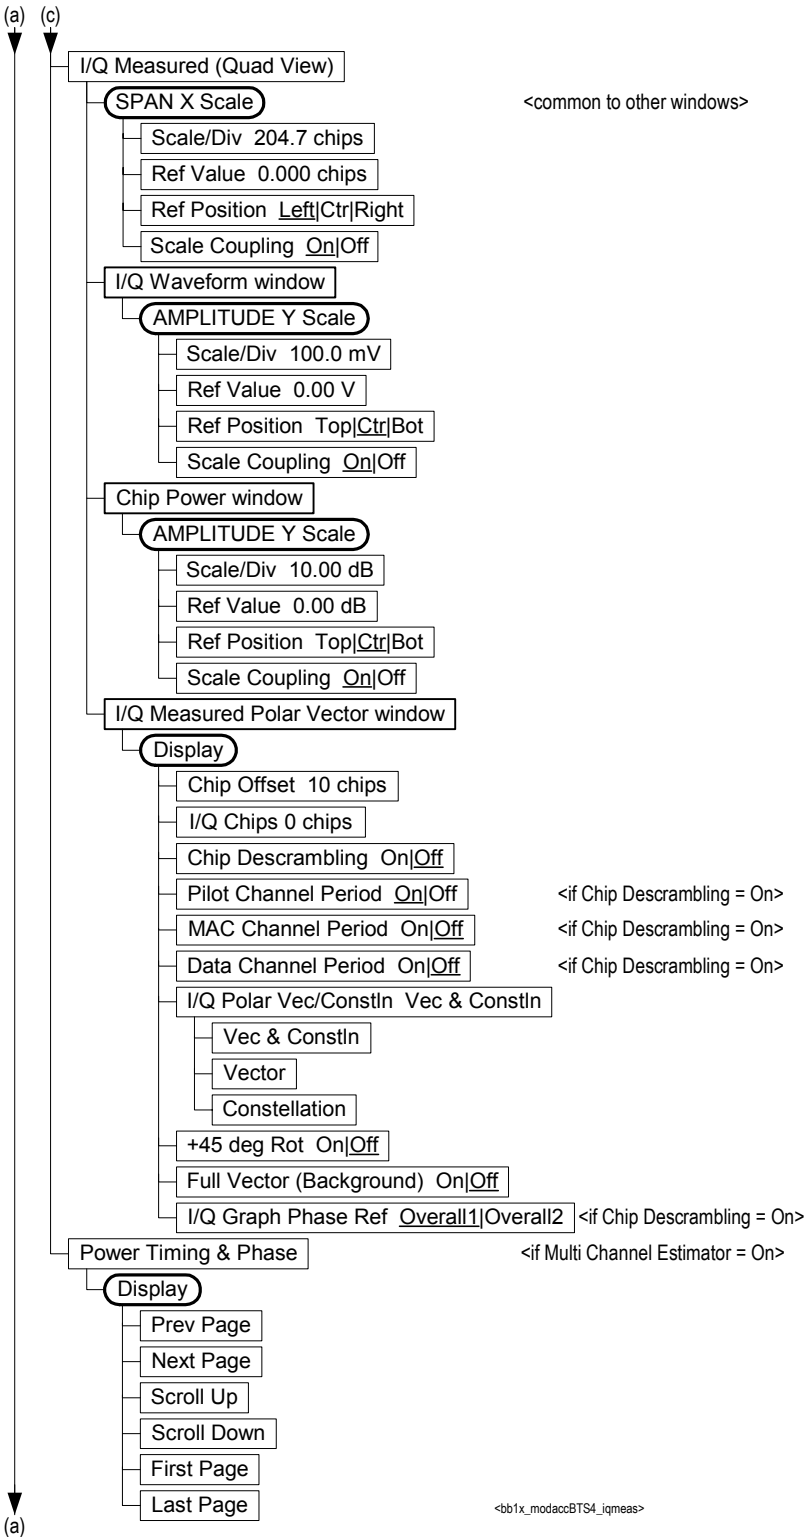 (a) (c)
I/Q Measured (Quad View)
SPAN X Scale <common to other windows>
Scale/Div 204.7 chips
Ref Value 0.000 chips
Ref Position Left|Ctr|Right
Scale Coupling On|Off
I/Q Waveform window
AMPLITUDE Y Scale
Scale/Div 100.0 mV
Ref Value 0.00 V
Ref Position Top|Ctr|Bot
Scale Coupling On|Off
Chip Power window
AMPLITUDE Y Scale
Scale/Div 10.00 dB
Ref Value 0.00 dB
Ref Position Top|Ctr|Bot
Scale Coupling On|Off
I/Q Measured Polar Vector window
Display
Chip Offset 10 chips
I/Q Chips 0 chips
Chip Descrambling On|Off
Pilot Channel Period On|Off <if Chip Descrambling = On>
MAC Channel Period On|Off <if Chip Descrambling = On>
Data Channel Period On|Off <if Chip Descrambling = On>
I/Q Polar Vec/Constln Vec & Constln
Vec & Constln
Vector
Constellation
+45 deg Rot On|Off
Full Vector (Background) On|Off
I/Q Graph Phase Ref Overall1|Overall2 <if Chip Descrambling = On>
Power Timing & Phase <if Multi Channel Estimator = On>
Display
Prev Page
Next Page
Scroll Up
Scroll Down
First Page
Last Page <bb1x_modaccBTS4_iqmeas>
(a)